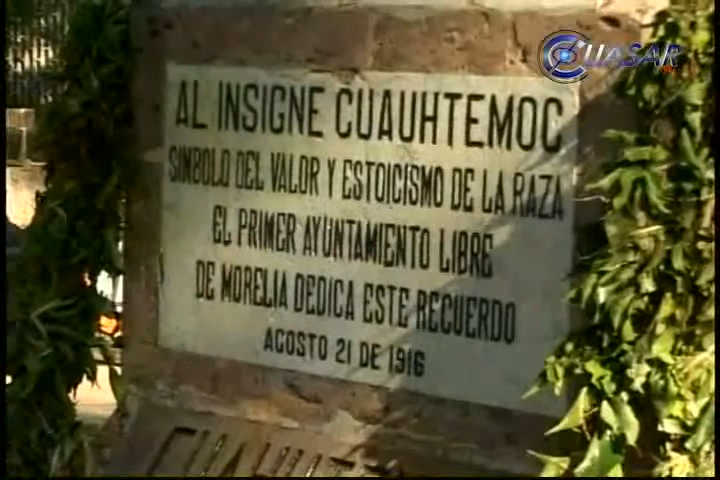 CUASAR
AL INSIGNE CUAUHTEMOC
SIMBOLO DEL VALOR Y ESTOICISMO DE LA RAZA
EL PRIMER AYUNTAMIENTO LIBRE
DE MORELIA DEDICA ESTE RECUERDO
AGOSTO 21 DE 1916